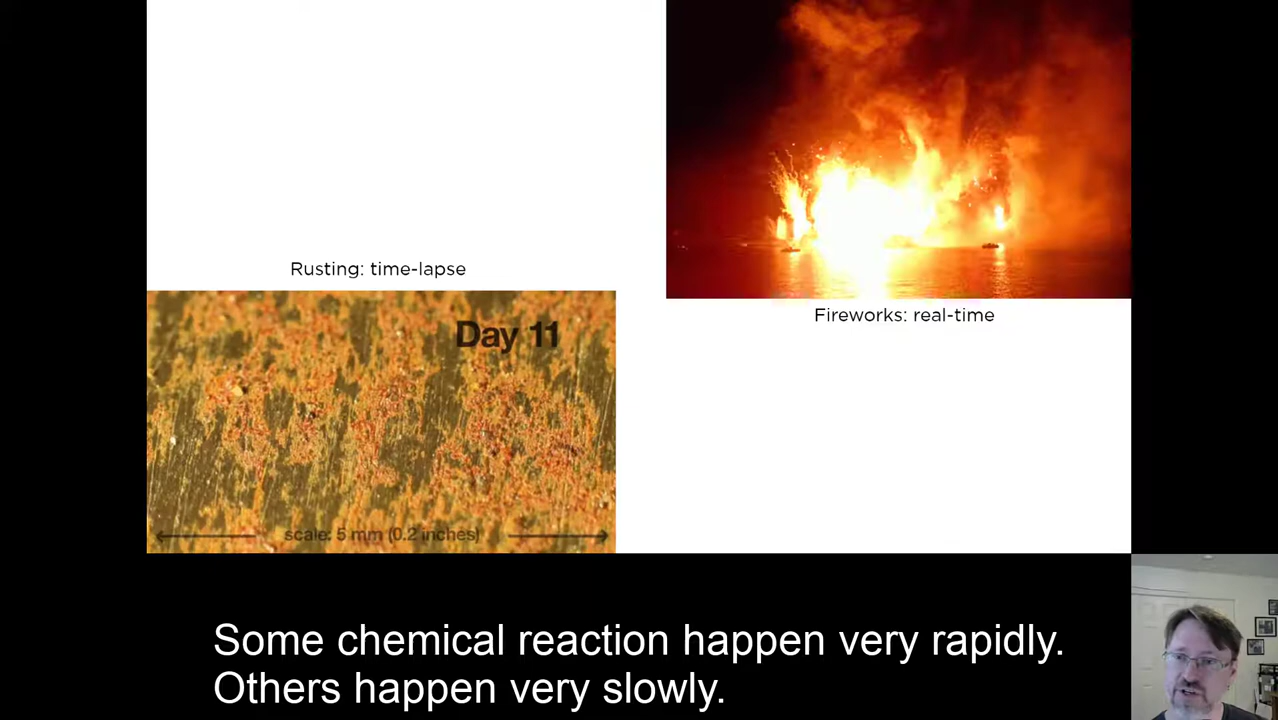 Rusting: time-lapse
Day 11
scale: 5 mm (0.2 inches)
Fireworks: real-time
Some chemical reaction happen very rapidly.
Others happen very slowly.